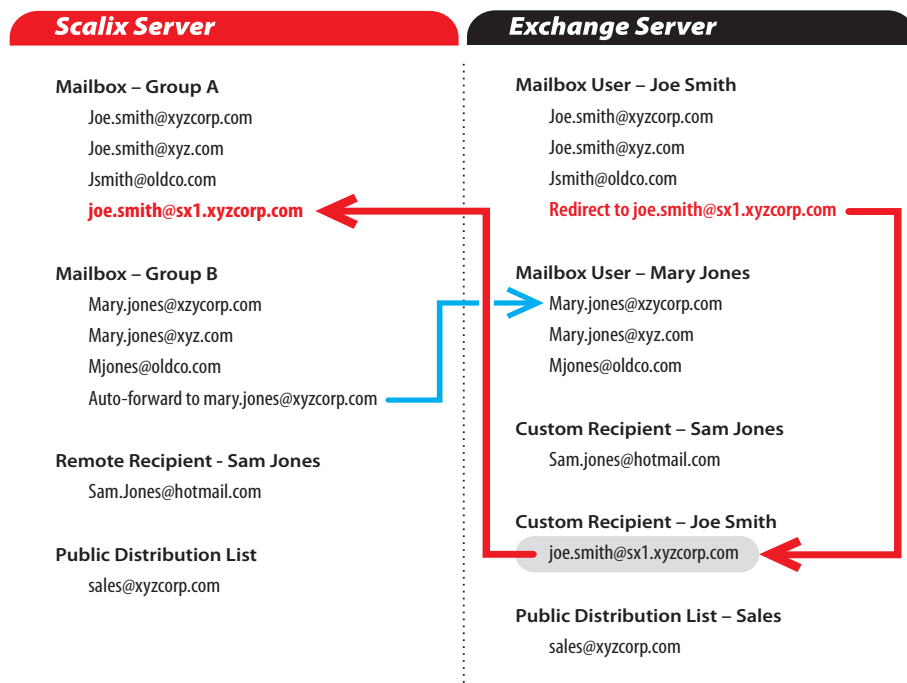 Scalix Server
Mailbox – Group A
Joe.smith@xyzcorp.com
Joe.smith@xyz.com
Jsmith@oldco.com
joe.smith@sx1.xyzcorp.com
Mailbox – Group B
Mary.jones@xzycorp.com
Mary.jones@xyz.com
Mjones@oldco.com
Auto-forward to mary.jones@xyzcorp.com
Remote Recipient - Sam Jones
Sam.Jones@hotmail.com
Public Distribution List
sales@xyzcorp.com
Exchange Server
Mailbox User – Joe Smith
Joe.smith@xyzcorp.com
Joe.smith@xyz.com
Jsmith@oldco.com
Redirect to joe.smith@sx1.xyzcorp.com
Mailbox User – Mary Jones
Mary.jones@xzycorp.com
Mary.jones@xyz.com
Mjones@oldco.com
Custom Recipient – Sam Jones
Sam.jones@hotmail.com
Custom Recipient – Joe Smith
joe.smith@sx1.xyzcorp.com
Public Distribution List – Sales
sales@xyzcorp.com